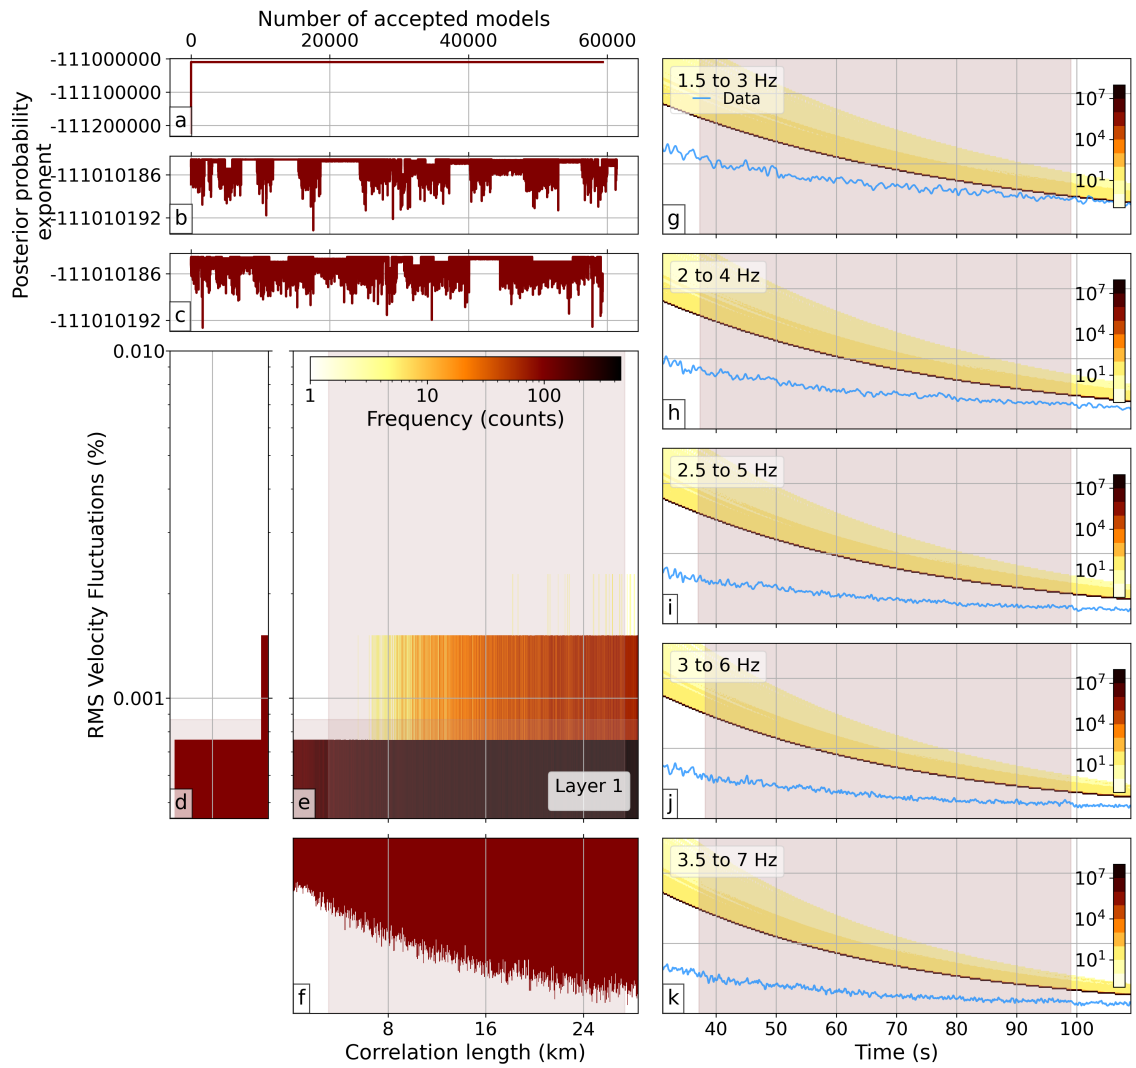 Number of accepted models
0 20000 40000 60000
-111000000
-111100000
-111200000
a
Posterior probability
exponent
-111010186
-111010192
b
-111010186
-111010192
c
0.010
0.001
RMS Velocity Fluctuations (%)
d
1 10 100
Frequency (counts)
Layer 1
e
f
8 16 24
Correlation length (km)
1.5 to 3 Hz
Data
10⁷
10⁴
10¹
g
2 to 4 Hz
10⁷
10⁴
10¹
h
2.5 to 5 Hz
10⁷
10⁴
10¹
i
3 to 6 Hz
10⁷
10⁴
10¹
j
3.5 to 7 Hz
10⁷
10⁴
10¹
k
40 50 60 70 80 90 100
Time (s)